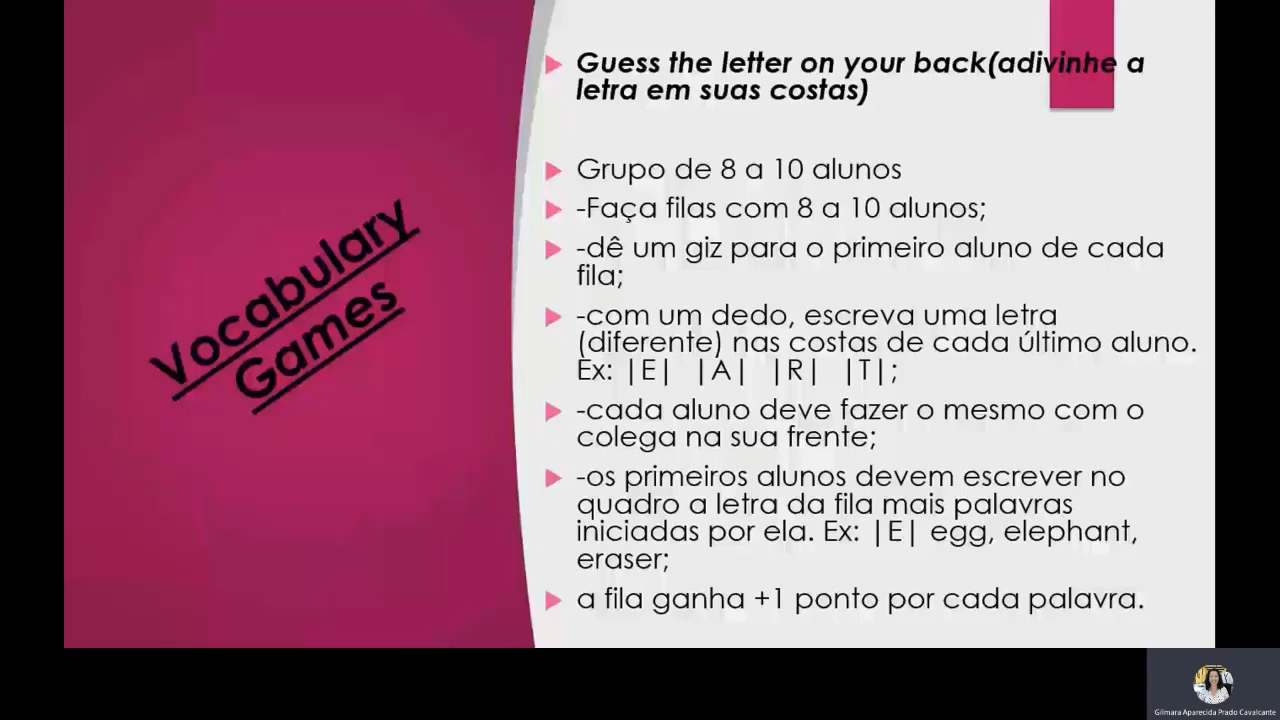 Vocabulary
Games
Guess the letter on your back(adivinhe a
letra em suas costas)
Grupo de 8 a 10 alunos
-Faça filas com 8 a 10 alunos;
-dê um giz para o primeiro aluno de cada
fila;
-com um dedo, escreva uma letra
(diferente) nas costas de cada último aluno.
Ex: |E| |A| |R| |T|;
-cada aluno deve fazer o mesmo com o
colega na sua frente;
-os primeiros alunos devem escrever no
quadro a letra da fila mais palavras
iniciadas por ela. Ex: |E| egg, elephant,
eraser;
a fila ganha +1 ponto por cada palavra.
Gilmara Aparecida Prado Cavalcante